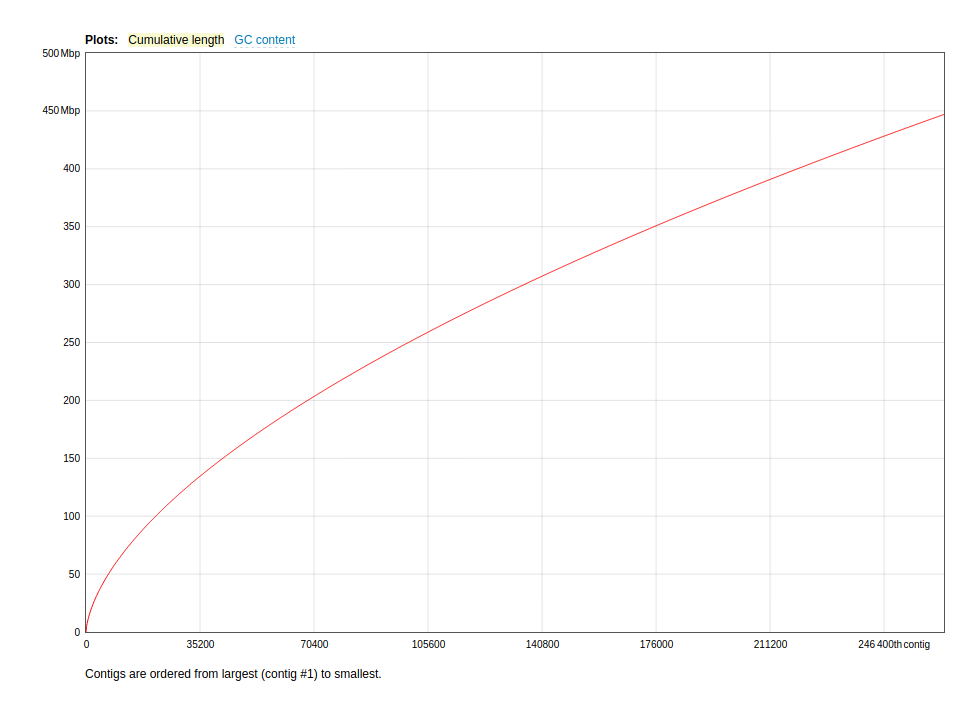 Plots: Cumulative length GC content
500 Mbp
450 Mbp
400
350
300
250
200
150
100
50
0
0 35200 70400 105600 140800 176000 211200 246 400th contig
Contigs are ordered from largest (contig #1) to smallest.